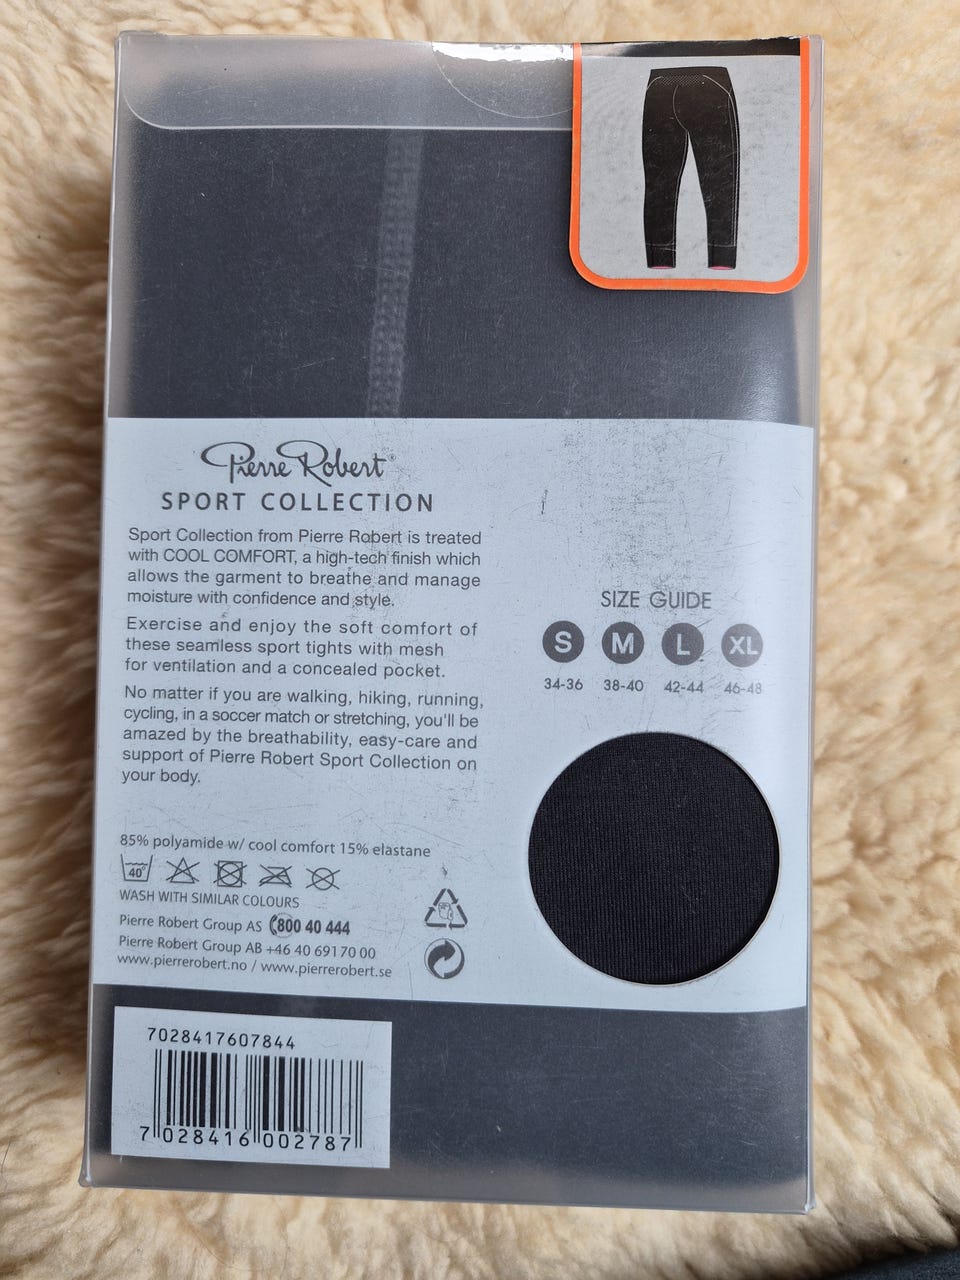 Pierre Robert®
SPORT COLLECTION
Sport Collection from Pierre Robert is treated
with COOL COMFORT, a high-tech finish which
allows the garment to breathe and manage
moisture with confidence and style.
Exercise and enjoy the soft comfort of
these seamless sport tights with mesh
for ventilation and a concealed pocket.
No matter if you are walking, hiking, running,
cycling, in a soccer match or stretching, you'll be
amazed by the breathability, easy-care and
support of Pierre Robert Sport Collection on
your body.
85% polyamide w/ cool comfort 15% elastane
40°
WASH WITH SIMILAR COLOURS
Pierre Robert Group AS 800 40 444
Pierre Robert Group AB +46 40 69170 00
www.pierrerobert.no / www.pierrerobert.se
SIZE GUIDE
S M L XL
34-36 38-40 42-44 46-48
7028417607844
7 028416 002787